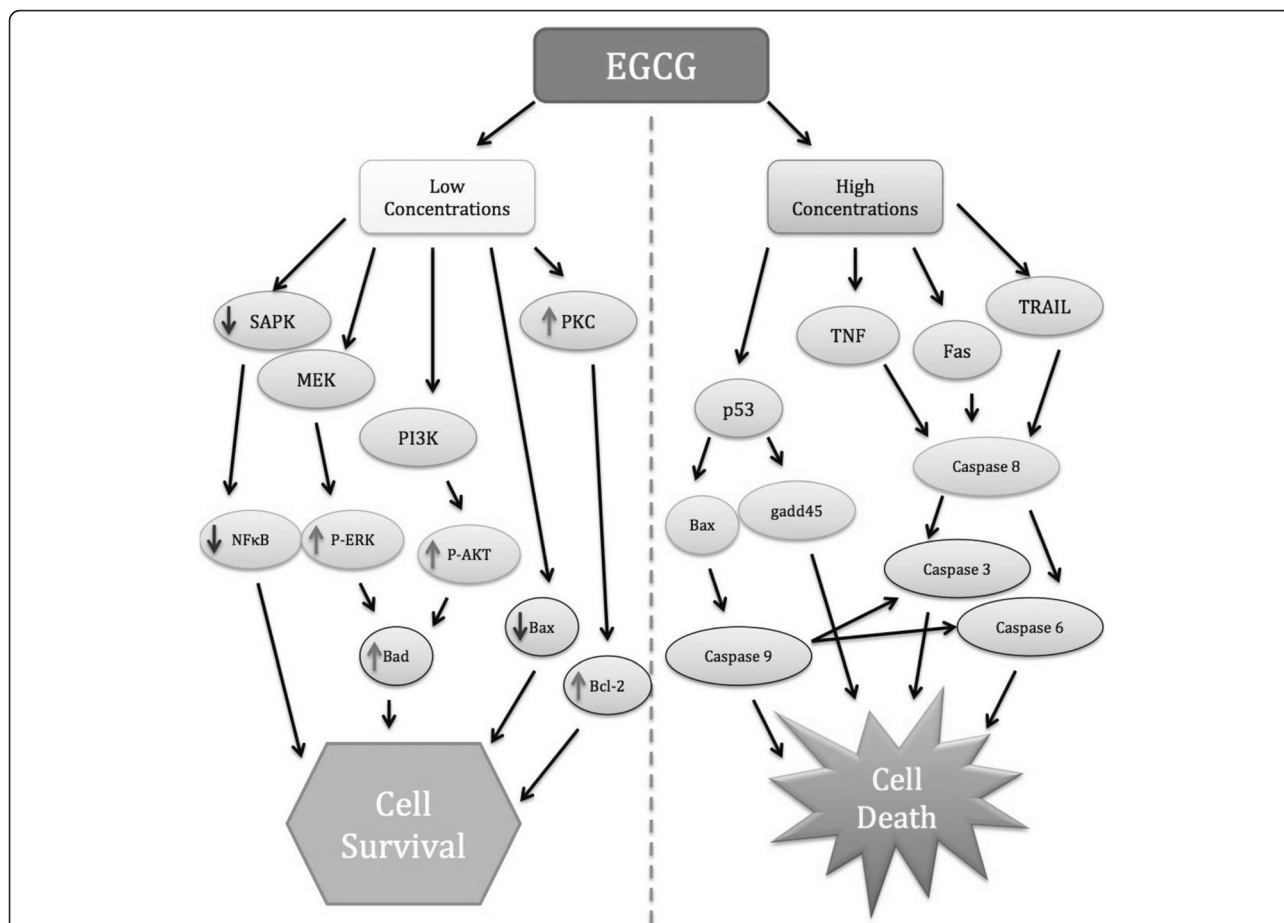 EGCG
Low
Concentrations
High
Concentrations
SAPK
PKC
TRAIL
TNF
Fas
MEK
p53
PI3K
Caspase 8
Bax
gadd45
NFκB
P-ERK
P-AKT
Caspase 3
Bax
Caspase 6
Bad
Caspase 9
Bcl-2
Cell
Survival
Cell
Death